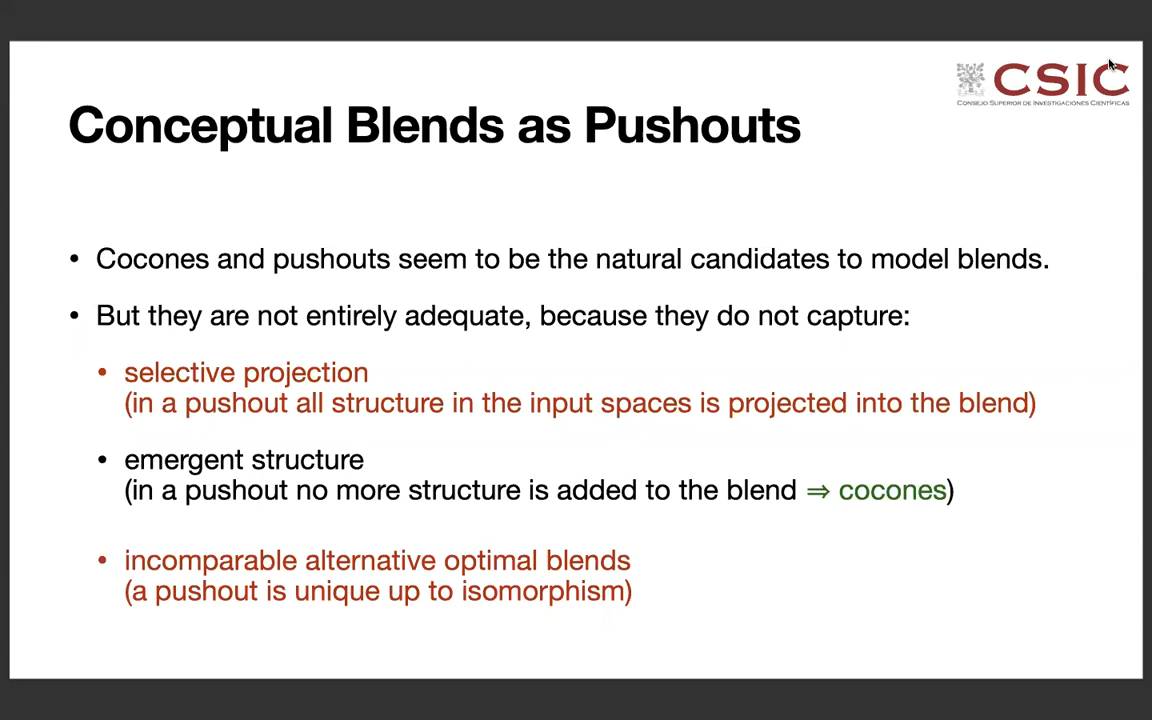 CSIC
CONSEJO SUPERIOR DE INVESTIGACIONES CIENTÍFICAS
Conceptual Blends as Pushouts
• Cocones and pushouts seem to be the natural candidates to model blends.
• But they are not entirely adequate, because they do not capture:
• selective projection
(in a pushout all structure in the input spaces is projected into the blend)
• emergent structure
(in a pushout no more structure is added to the blend ⇒ cocones)
• incomparable alternative optimal blends
(a pushout is unique up to isomorphism)